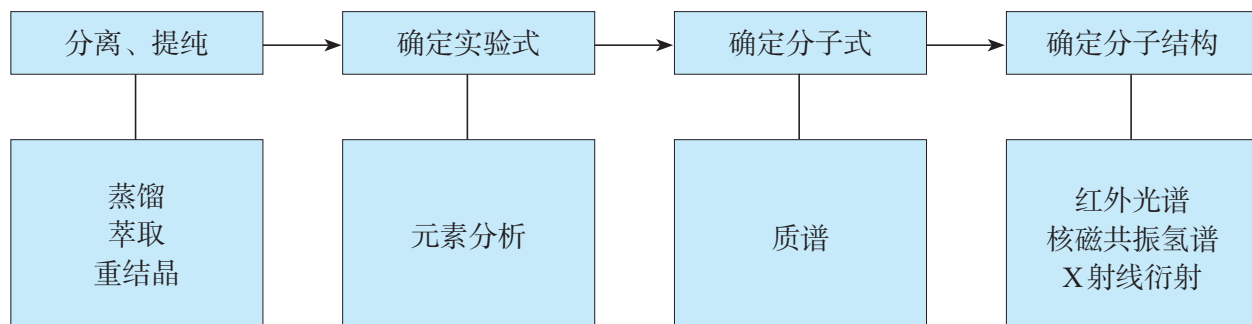 分离、提纯
确定实验式
确定分子式
确定分子结构
蒸馏
萃取
重结晶
元素分析
质谱
红外光谱
核磁共振氢谱
X射线衍射